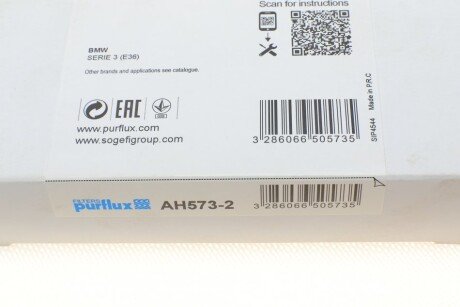 Scan for instructions
BMW
SERIE 3 (E36)
Other brands and applications see catalogue.
EAC
www.purflux.com
www.sogefigroup.com
3 286066 505735
SIP4544 Made in P.R.C
FILTERS
purflux
AH573-2
3 286066 505735